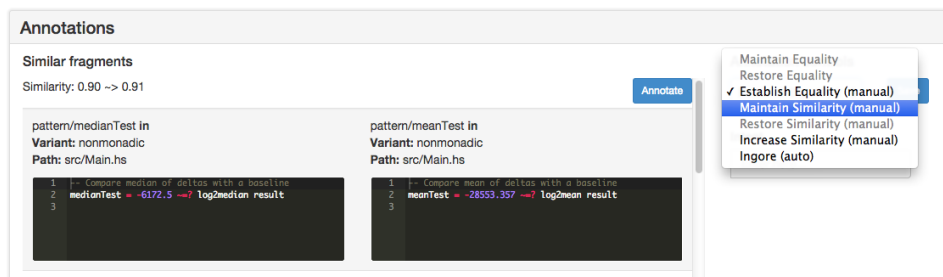 Annotations
Similar fragments
Similarity: 0.90 ~> 0.91
Annotate
pattern/medianTest in
Variant: nonmonadic
Path: src/Main.hs
1 -- Compare median of deltas with a baseline
2 medianTest = -6172.5 ~=? log2median result
3
pattern/meanTest in
Variant: nonmonadic
Path: src/Main.hs
1 -- Compare mean of deltas with a baseline
2 meanTest = -28553.357 ~=? log2mean result
3
Maintain Equality
Restore Equality
✓ Establish Equality (manual)
Maintain Similarity (manual)
Restore Similarity (manual)
Increase Similarity (manual)
Ingore (auto)